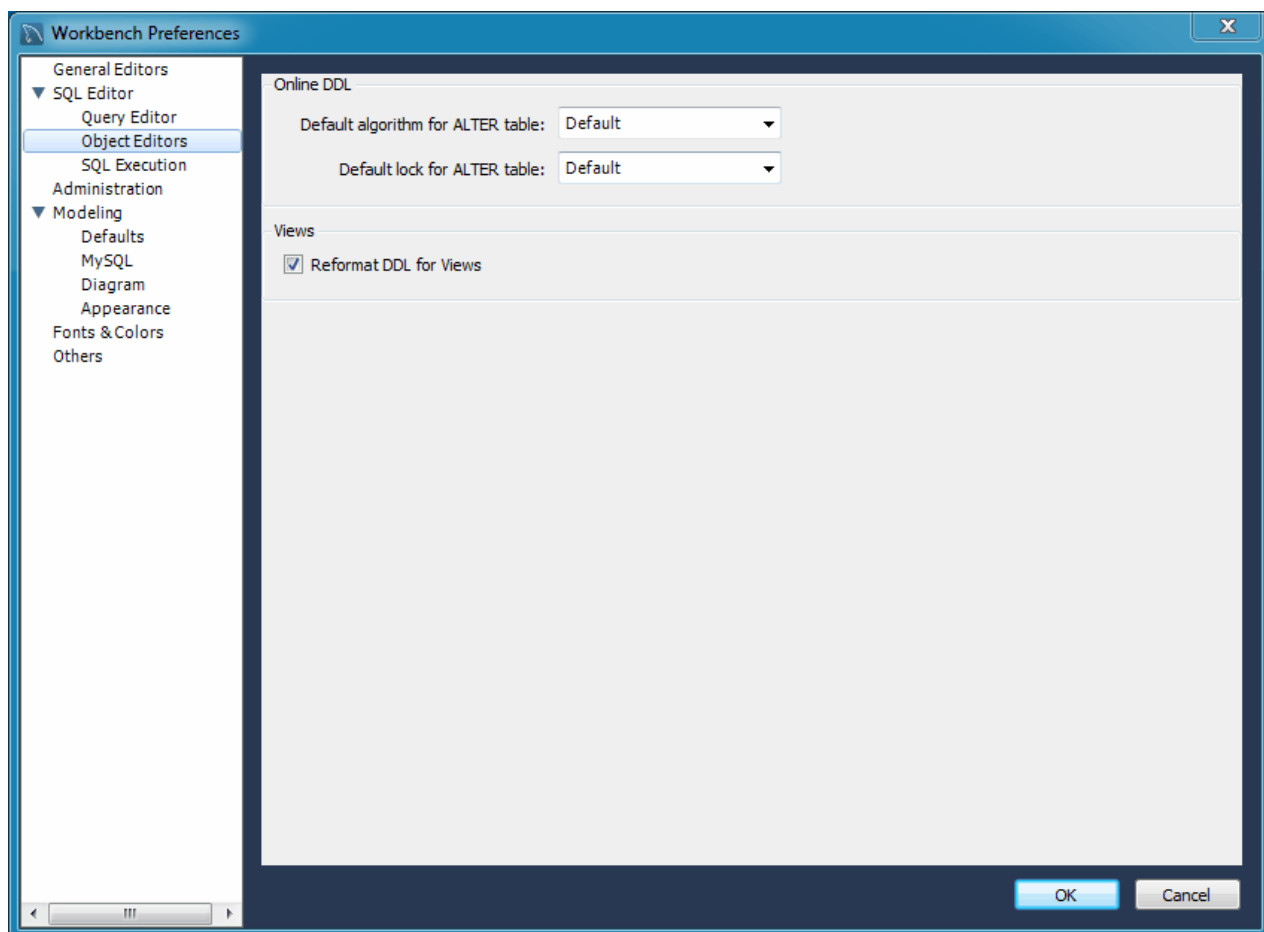 Workbench Preferences
General Editors
SQL Editor
Query Editor
Object Editors
SQL Execution
Administration
Modeling
Defaults
MySQL
Diagram
Appearance
Fonts & Colors
Others
Online DDL
Default algorithm for ALTER table: Default
Default lock for ALTER table: Default
Views
Reformat DDL for Views
OK Cancel